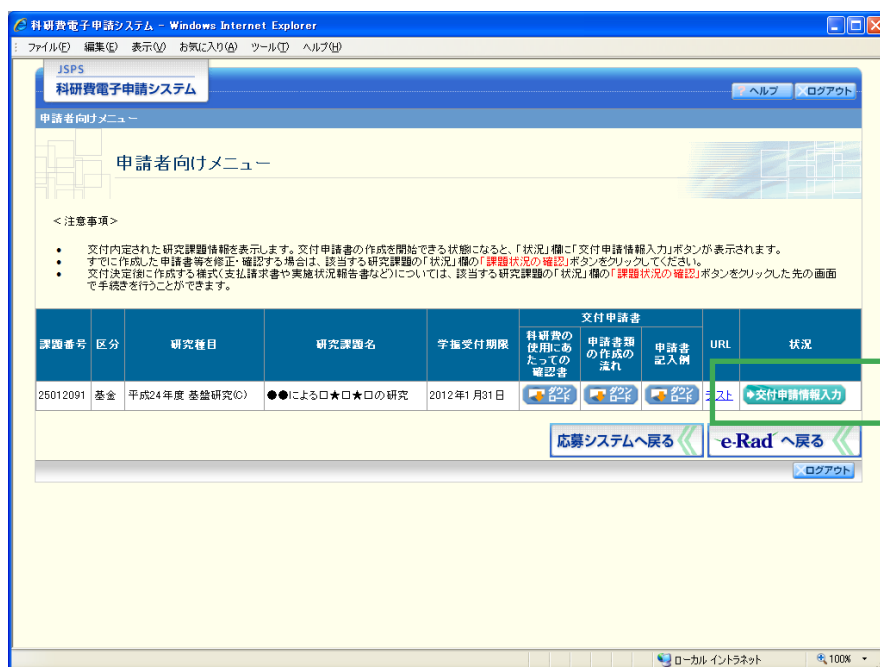 科研費電子申請システム - Windows Internet Explorer
ファイル(F) 編集(E) 表示(V) お気に入り(A) ツール(T) ヘルプ(H)
JSPS
科研費電子申請システム
ヘルプ ログアウト
申請者向けメニュー
申請者向けメニュー
<注意事項>
• 交付内定された研究課題情報を表示します。交付申請書の作成を開始できる状態になると、「状況」欄に「交付申請情報入力」ボタンが表示されます。
• すでに作成した申請書等を修正・確認する場合は、該当する研究課題の「状況」欄の「課題状況の確認」ボタンをクリックしてください。
• 交付決定後に作成する様式(支払請求書や実施状況報告書など)については、該当する研究課題の「状況」欄の「課題状況の確認」ボタンをクリックした先の画面
で手続きを行うことができます。
交付申請書
課題番号 区分 研究種目 研究課題名 学振受付期限 科研費の使用にあたっての確認書 申請書類の作成の流れ 申請書記入例 URL 状況
25012091 基金 平成24年度 基盤研究(C) ●●による□★□★□の研究 2012年1月31日 ダウンロード ダウンロード ダウンロード テスト 交付申請情報入力
応募システムへ戻る e-Rad へ戻る
ログアウト
ローカル イントラネット 100%